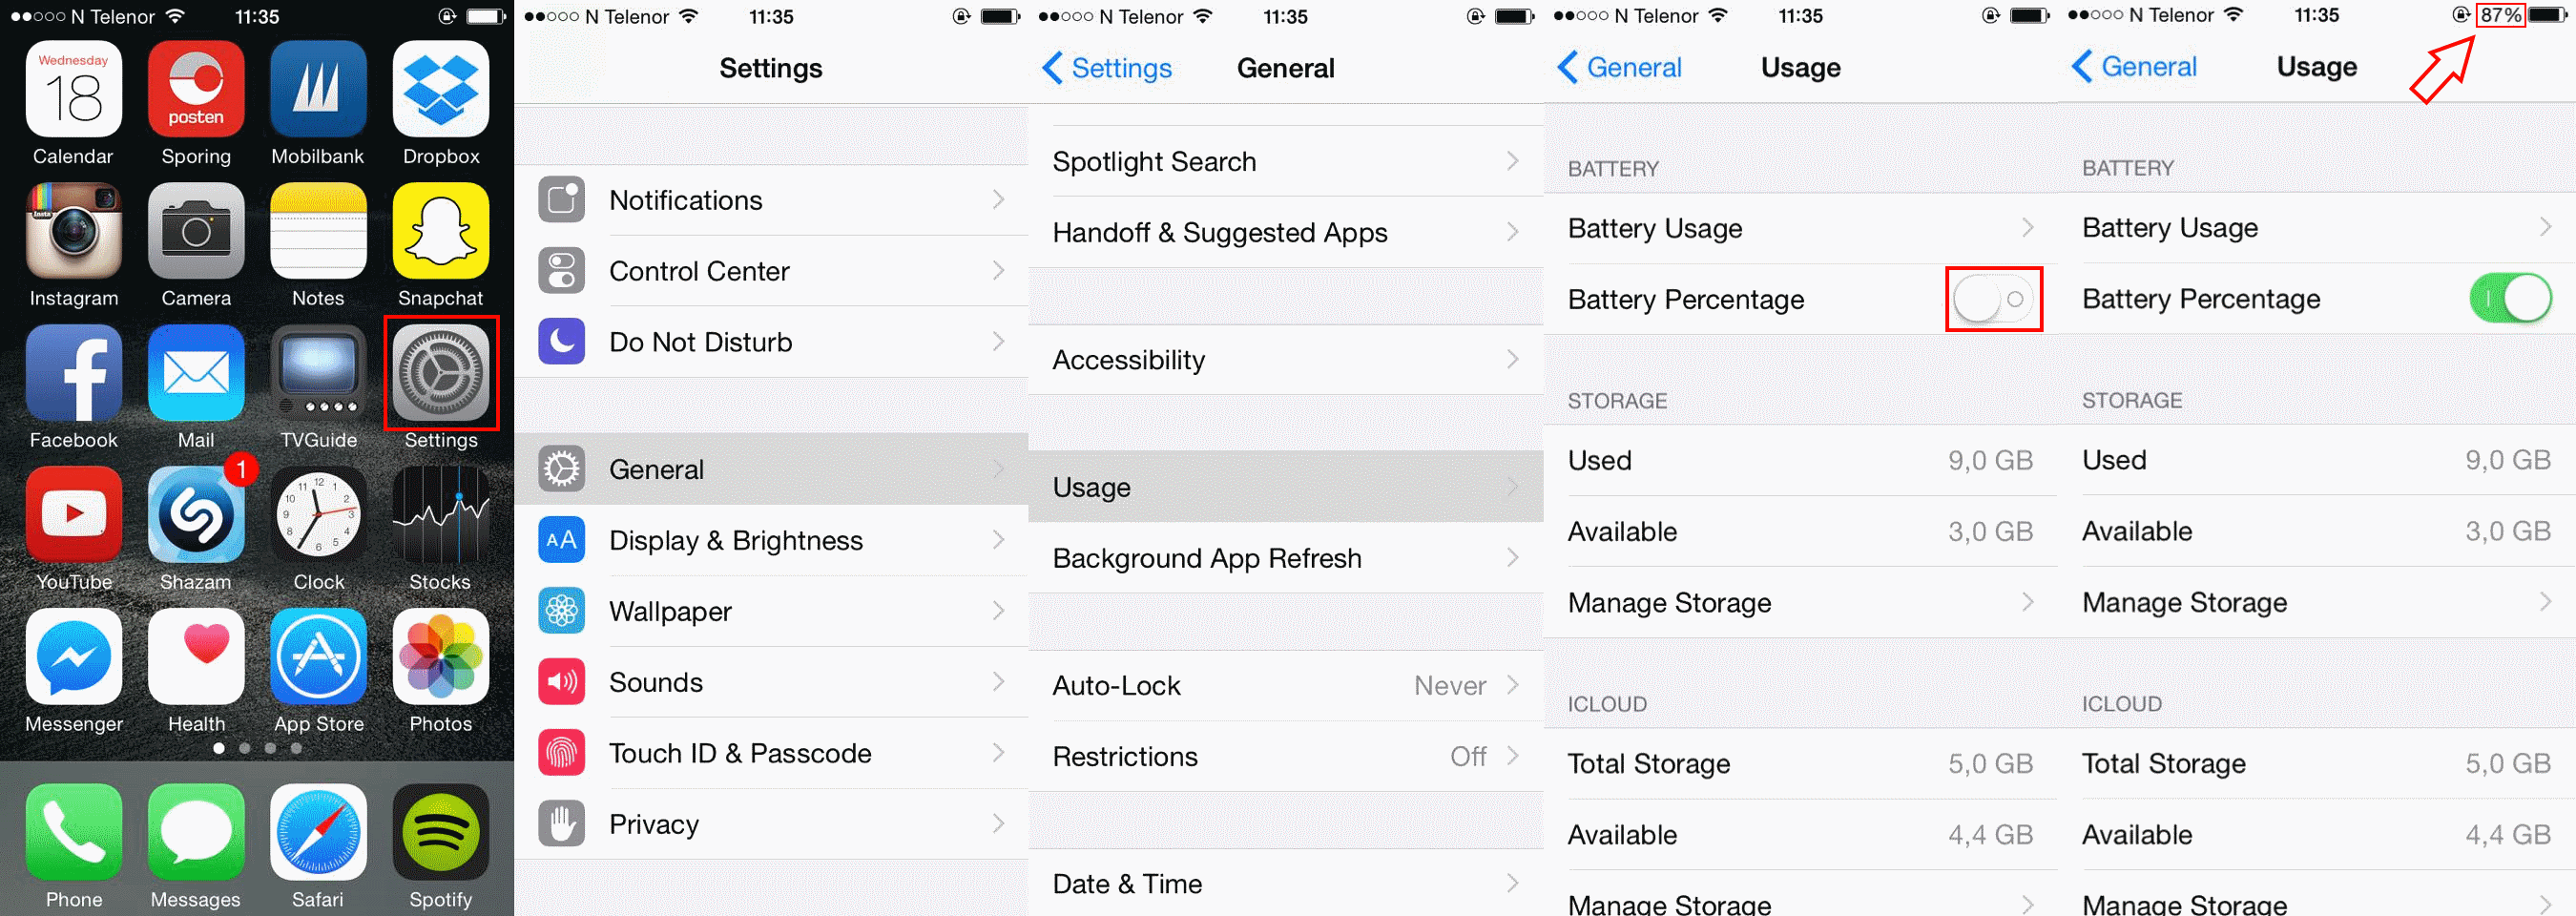 N Telenor 11:35
Wednesday
18
posten
Calendar Sporing Mobilbank Dropbox
Insta
Instagram Camera Notes Snapchat
Facebook Mail TVGuide Settings
1
YouTube Shazam Clock Stocks
Messenger Health App Store Photos
Phone Messages Safari Spotify
N Telenor 11:35
Settings
Notifications
Control Center
Do Not Disturb
General
AA Display & Brightness
Wallpaper
Sounds
Touch ID & Passcode
Privacy
N Telenor 11:35
Settings General
Spotlight Search
Handoff & Suggested Apps
Accessibility
Usage
Background App Refresh
Auto-Lock Never
Restrictions Off
Date & Time
N Telenor 11:35
General Usage
BATTERY
Battery Usage
Battery Percentage
STORAGE
Used 9,0 GB
Available 3,0 GB
Manage Storage
ICLOUD
Total Storage 5,0 GB
Available 4,4 GB
Manage Storage
N Telenor 11:35 87%
General Usage
BATTERY
Battery Usage
Battery Percentage
STORAGE
Used 9,0 GB
Available 3,0 GB
Manage Storage
ICLOUD
Total Storage 5,0 GB
Available 4,4 GB
Manage Storage